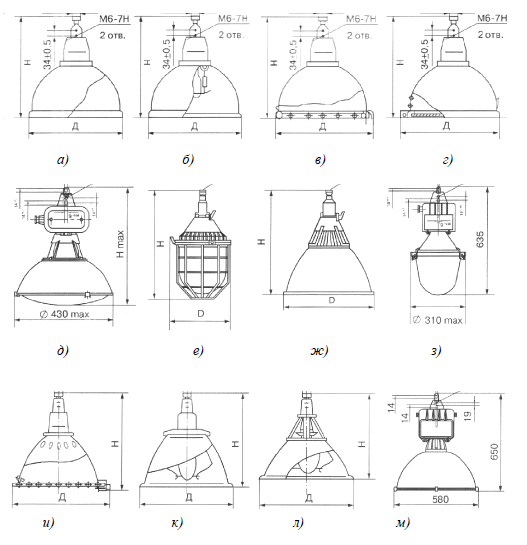 М6-7Н М6-7Н М6-7Н М6-7Н
2 отв. 2 отв. 2 отв. 2 отв.
Н 34±0,5 Н 34±0,5 Н 34±0,5 Н 34±0,5
Д Д Д Д
а) б) в) г)
Н max Н Н 635
∅ 430 max D D ∅ 310 max
д) е) ж) з)
Н Н Н 14 14 19 650
Д Д Д 580
и) к) л) м)